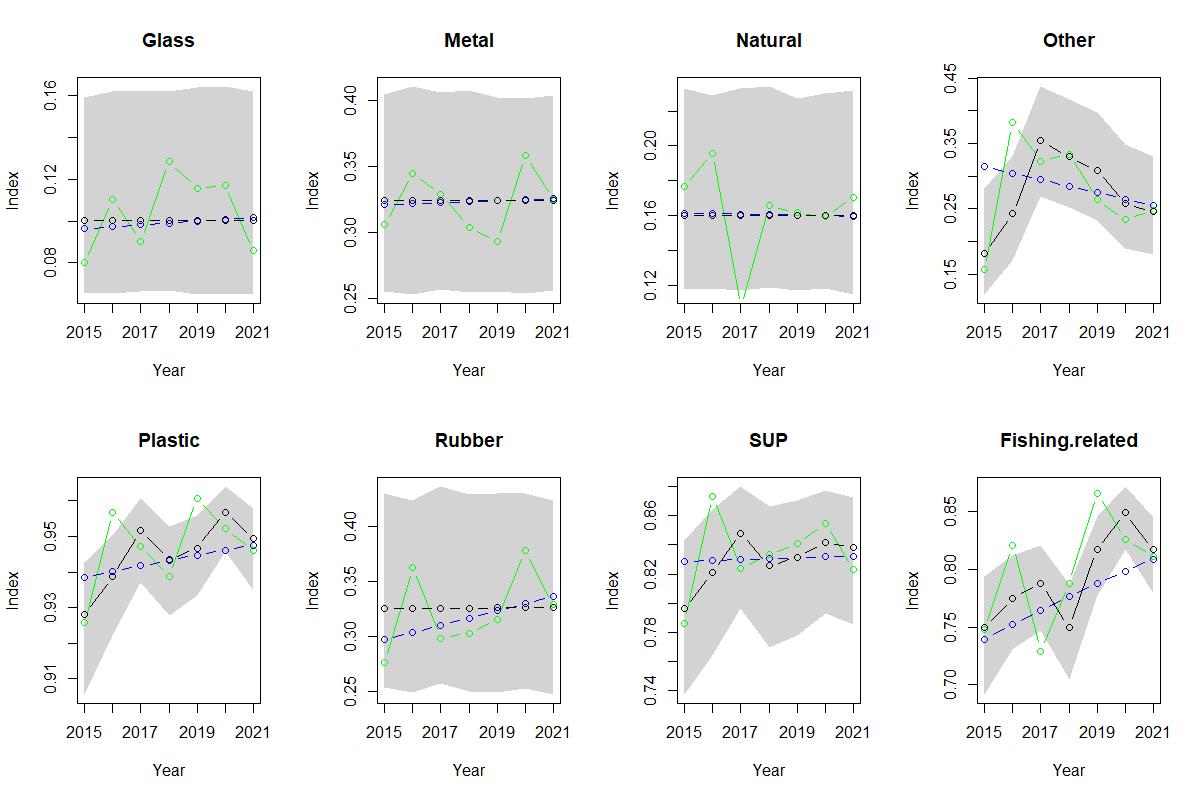 Glass
Index
0.16
0.12
0.08
2015 2017 2019 2021
Year
Metal
Index
0.40
0.35
0.30
0.25
2015 2017 2019 2021
Year
Natural
Index
0.20
0.16
0.12
2015 2017 2019 2021
Year
Other
Index
0.45
0.35
0.25
0.15
2015 2017 2019 2021
Year
Plastic
Index
0.95
0.93
0.91
2015 2017 2019 2021
Year
Rubber
Index
0.40
0.35
0.30
0.25
2015 2017 2019 2021
Year
SUP
Index
0.86
0.82
0.78
0.74
2015 2017 2019 2021
Year
Fishing.related
Index
0.85
0.80
0.75
0.70
2015 2017 2019 2021
Year